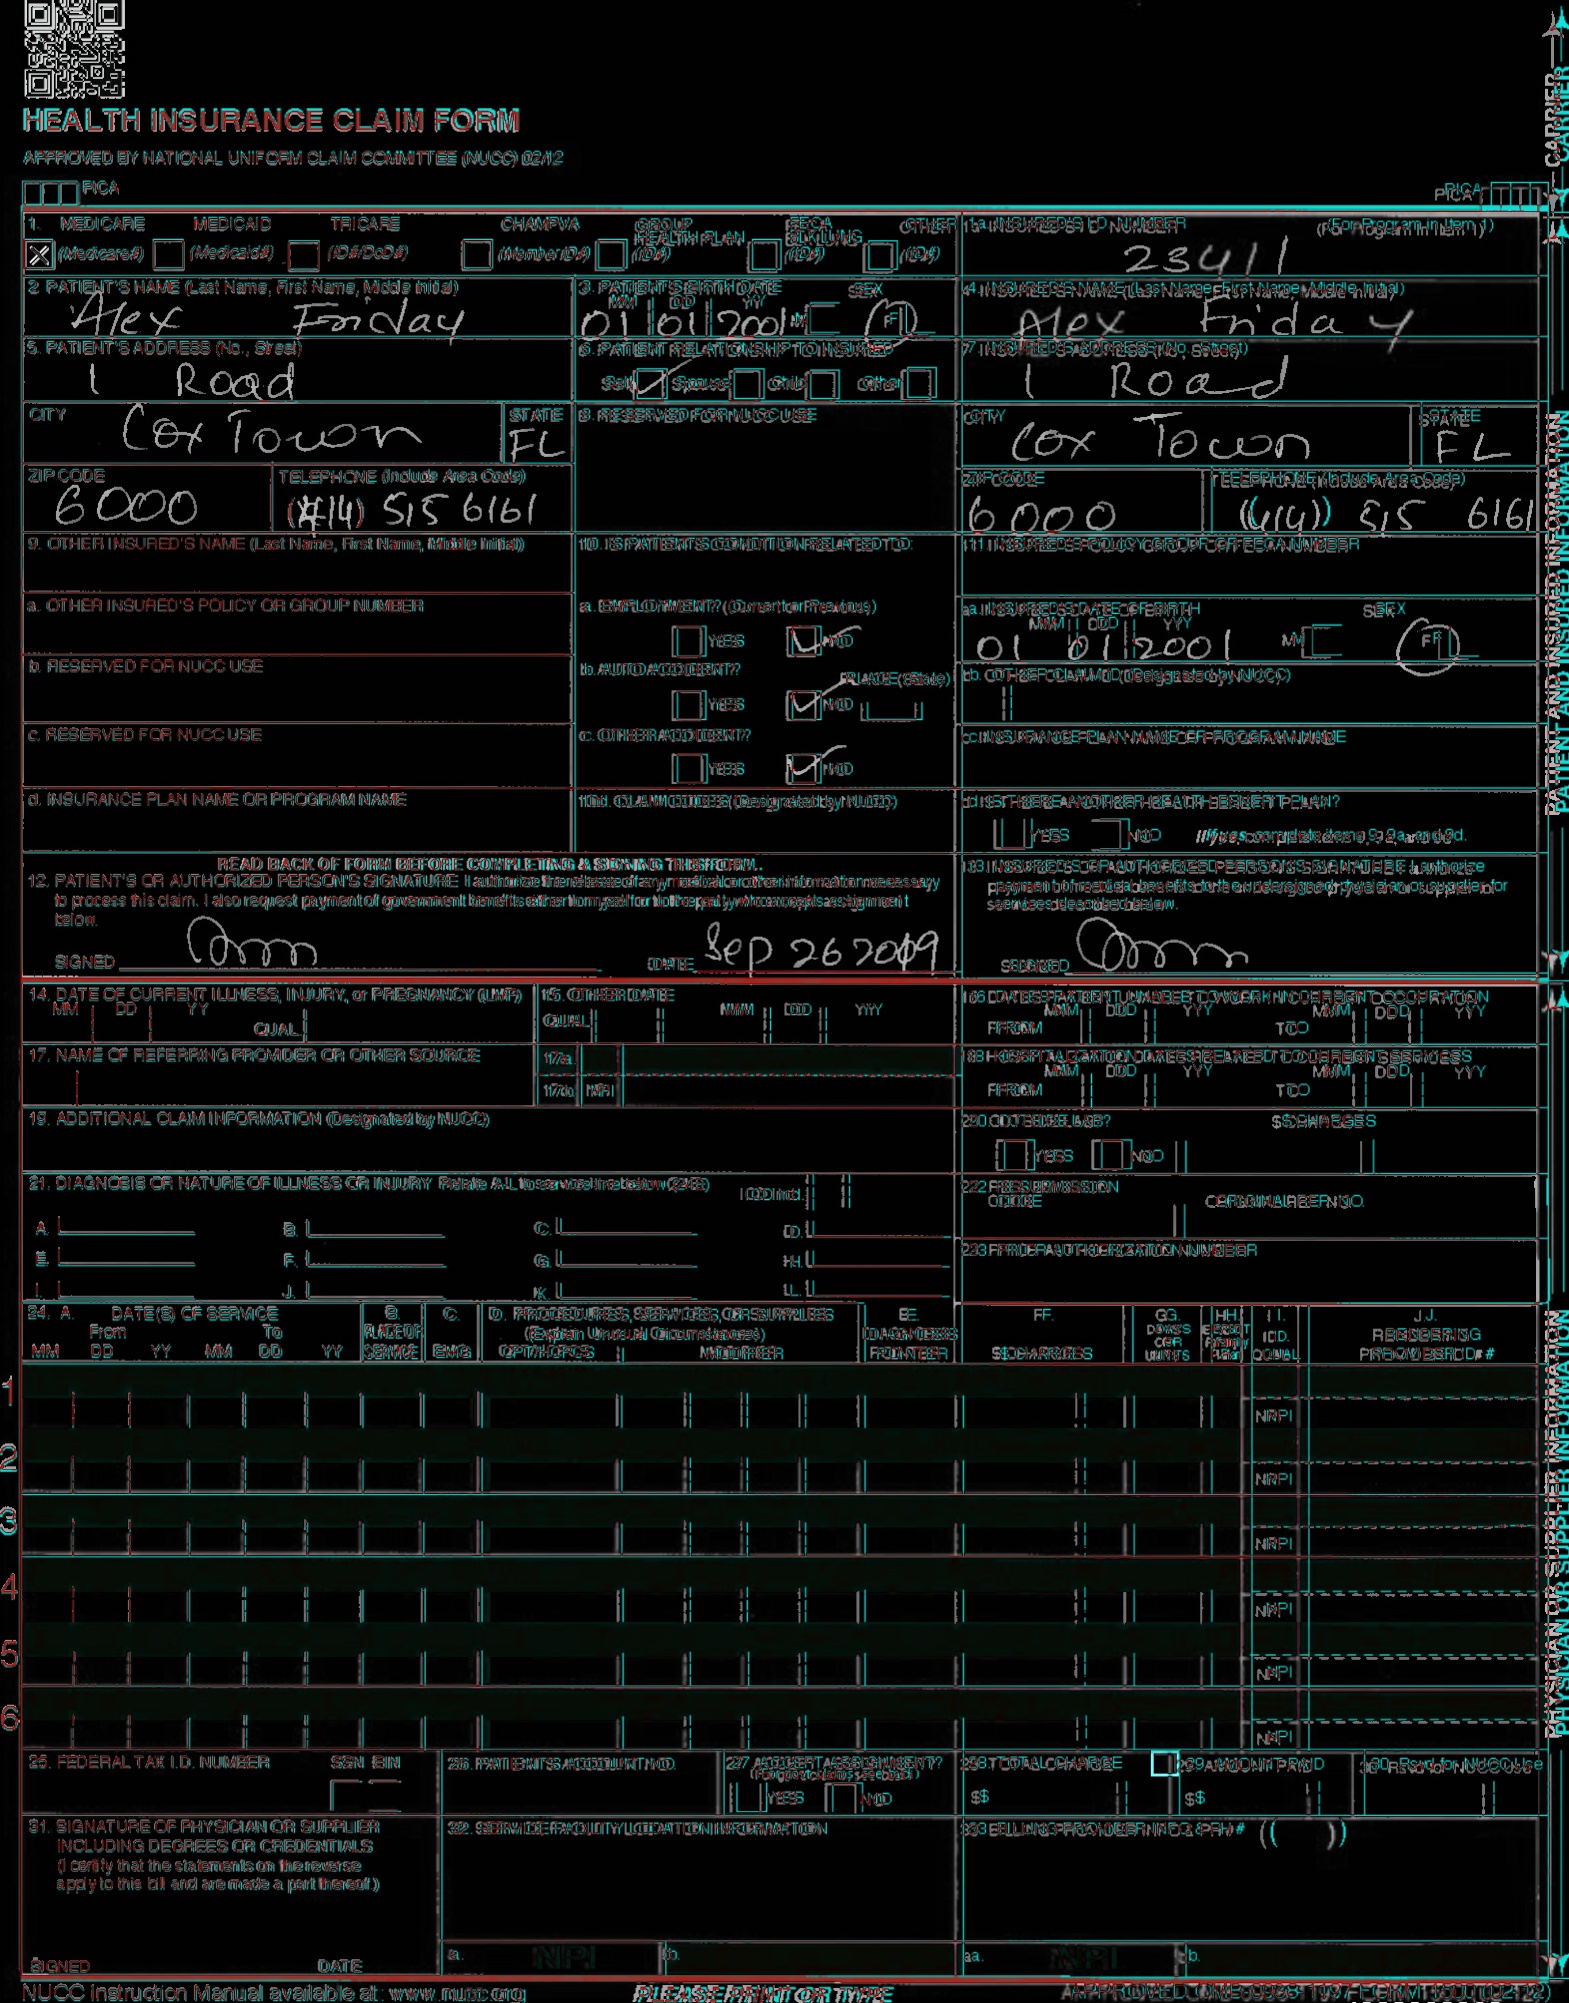 HEALTH INSURANCE CLAIM FORM
APPROVED BY NATIONAL UNIFORM CLAIM COMMITTEE (NUCC) 02/12
PICA
PICA
CARRIER
1. MEDICARE MEDICAID TRICARE CHAMPVA GROUP HEALTH PLAN FECA BLK LUNG OTHER
(Medicare#) (Medicaid#) (ID#/DoD#) (Member ID#) (ID#) (ID#) (ID#)
1a. INSURED'S I.D. NUMBER (For Program in Item 1)
23411
2. PATIENT'S NAME (Last Name, First Name, Middle Initial)
Alex Friday
3. PATIENT'S BIRTH DATE SEX
MM DD YY
01 01 2001 M F
4. INSURED'S NAME (Last Name, First Name, Middle Initial)
Alex Friday
5. PATIENT'S ADDRESS (No., Street)
1 Road
6. PATIENT RELATIONSHIP TO INSURED
Self Spouse Child Other
7. INSURED'S ADDRESS (No., Street)
1 Road
CITY STATE
Cox Town FL
8. RESERVED FOR NUCC USE
CITY STATE
Cox Town FL
ZIP CODE TELEPHONE (Include Area Code)
6000 (414) 515 6161
ZIP CODE TELEPHONE (Include Area Code)
6000 (414) 515 6161
9. OTHER INSURED'S NAME (Last Name, First Name, Middle Initial)
10. IS PATIENT'S CONDITION RELATED TO:
11. INSURED'S POLICY GROUP OR FECA NUMBER
a. OTHER INSURED'S POLICY OR GROUP NUMBER
a. EMPLOYMENT? (Current or Previous)
YES NO
a. INSURED'S DATE OF BIRTH SEX
MM DD YY
01 01 2001 M F
b. RESERVED FOR NUCC USE
b. AUTO ACCIDENT? PLACE (State)
YES NO
b. OTHER CLAIM ID (Designated by NUCC)
c. RESERVED FOR NUCC USE
c. OTHER ACCIDENT?
YES NO
c. INSURANCE PLAN NAME OR PROGRAM NAME
d. INSURANCE PLAN NAME OR PROGRAM NAME
10d. CLAIM CODES (Designated by NUCC)
d. IS THERE ANOTHER HEALTH BENEFIT PLAN?
YES NO If yes, complete items 9, 9a, and 9d.
READ BACK OF FORM BEFORE COMPLETING & SIGNING THIS FORM.
12. PATIENT'S OR AUTHORIZED PERSON'S SIGNATURE I authorize the release of any medical or other information necessary
to process this claim. I also request payment of government benefits either to myself or to the party who accepts assignment
below.
SIGNED DATE Sep 26 2019
13. INSURED'S OR AUTHORIZED PERSON'S SIGNATURE I authorize
payment of medical benefits to the undersigned physician or supplier for
services described below.
SIGNED
PATIENT AND INSURED INFORMATION
14. DATE OF CURRENT ILLNESS, INJURY, or PREGNANCY (LMP)
MM DD YY
QUAL.
15. OTHER DATE
QUAL. MM DD YY
16. DATES PATIENT UNABLE TO WORK IN CURRENT OCCUPATION
MM DD YY MM DD YY
FROM TO
17. NAME OF REFERRING PROVIDER OR OTHER SOURCE
17a.
17b. NPI
18. HOSPITALIZATION DATES RELATED TO CURRENT SERVICES
MM DD YY MM DD YY
FROM TO
19. ADDITIONAL CLAIM INFORMATION (Designated by NUCC)
20. OUTSIDE LAB? $ CHARGES
YES NO
21. DIAGNOSIS OR NATURE OF ILLNESS OR INJURY Relate A-L to service line below (24E)
ICD Ind.
A. B. C. D.
E. F. G. H.
I. J. K. L.
22. RESUBMISSION
CODE ORIGINAL REF. NO.
23. PRIOR AUTHORIZATION NUMBER
24. A. DATE(S) OF SERVICE B. C. D. PROCEDURES, SERVICES, OR SUPPLIES E. F. G. H. I. J.
From To PLACE OF (Explain Unusual Circumstances) DIAGNOSIS DAYS OR EPSDT Family ID. RENDERING
MM DD YY MM DD YY SERVICE EMG CPT/HCPCS MODIFIER POINTER $ CHARGES UNITS Plan QUAL. PROVIDER ID. #
1 NPI
2 NPI
3 NPI
4 NPI
5 NPI
6 NPI
25. FEDERAL TAX I.D. NUMBER SSN EIN
26. PATIENT'S ACCOUNT NO.
27. ACCEPT ASSIGNMENT?
(For govt. claims, see back)
YES NO
28. TOTAL CHARGE
$
29. AMOUNT PAID
$
30. Rsvd for NUCC Use
31. SIGNATURE OF PHYSICIAN OR SUPPLIER
INCLUDING DEGREES OR CREDENTIALS
(I certify that the statements on the reverse
apply to this bill and are made a part thereof.)
SIGNED DATE
32. SERVICE FACILITY LOCATION INFORMATION
a. NPI b.
33. BILLING PROVIDER INFO & PH # ( )
a. NPI b.
PHYSICIAN OR SUPPLIER INFORMATION
NUCC Instruction Manual available at: www.nucc.org
PLEASE PRINT OR TYPE
APPROVED OMB-0938-1197 FORM 1500 (02-12)